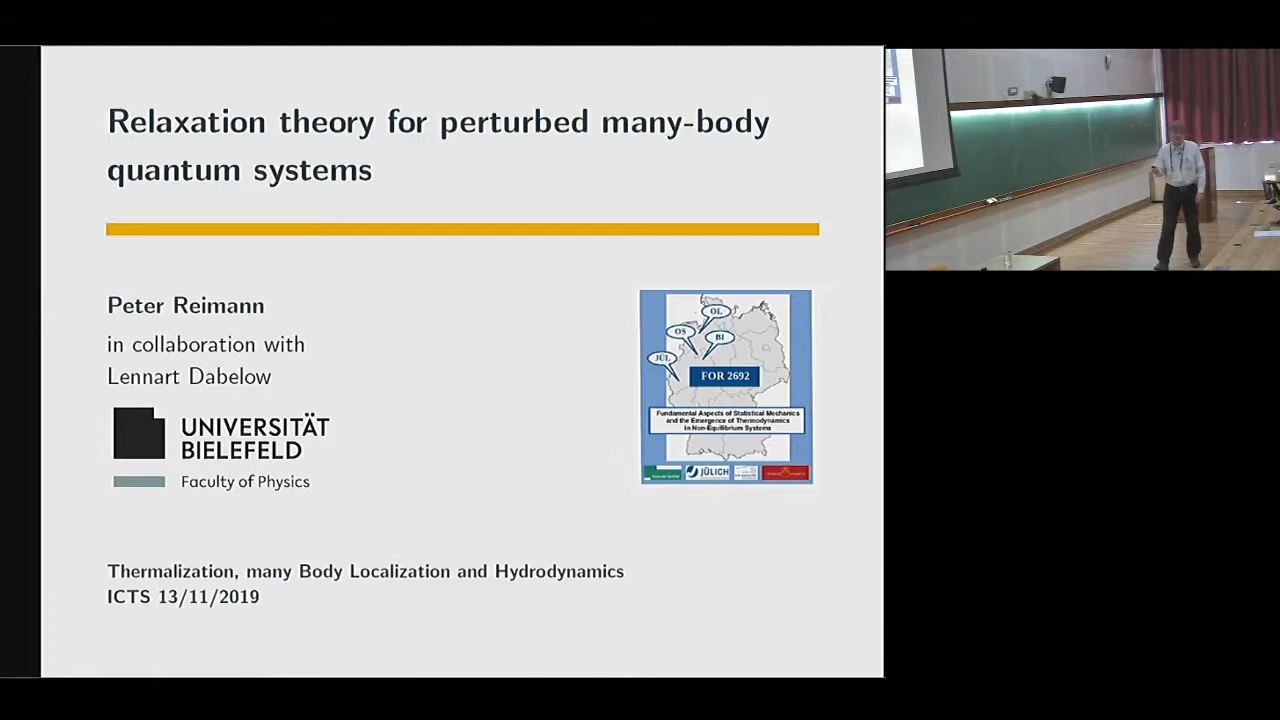 Relaxation theory for perturbed many-body
quantum systems
Peter Reimann
in collaboration with
Lennart Dabelow
UNIVERSITÄT
BIELEFELD
Faculty of Physics
OL
OS
BI
JÜL
FOR 2692
Fundamental Aspects of Statistical Mechanics
and the Emergence of Thermodynamics
in Non-Equilibrium Systems
JÜLICH
Thermalization, many Body Localization and Hydrodynamics
ICTS 13/11/2019